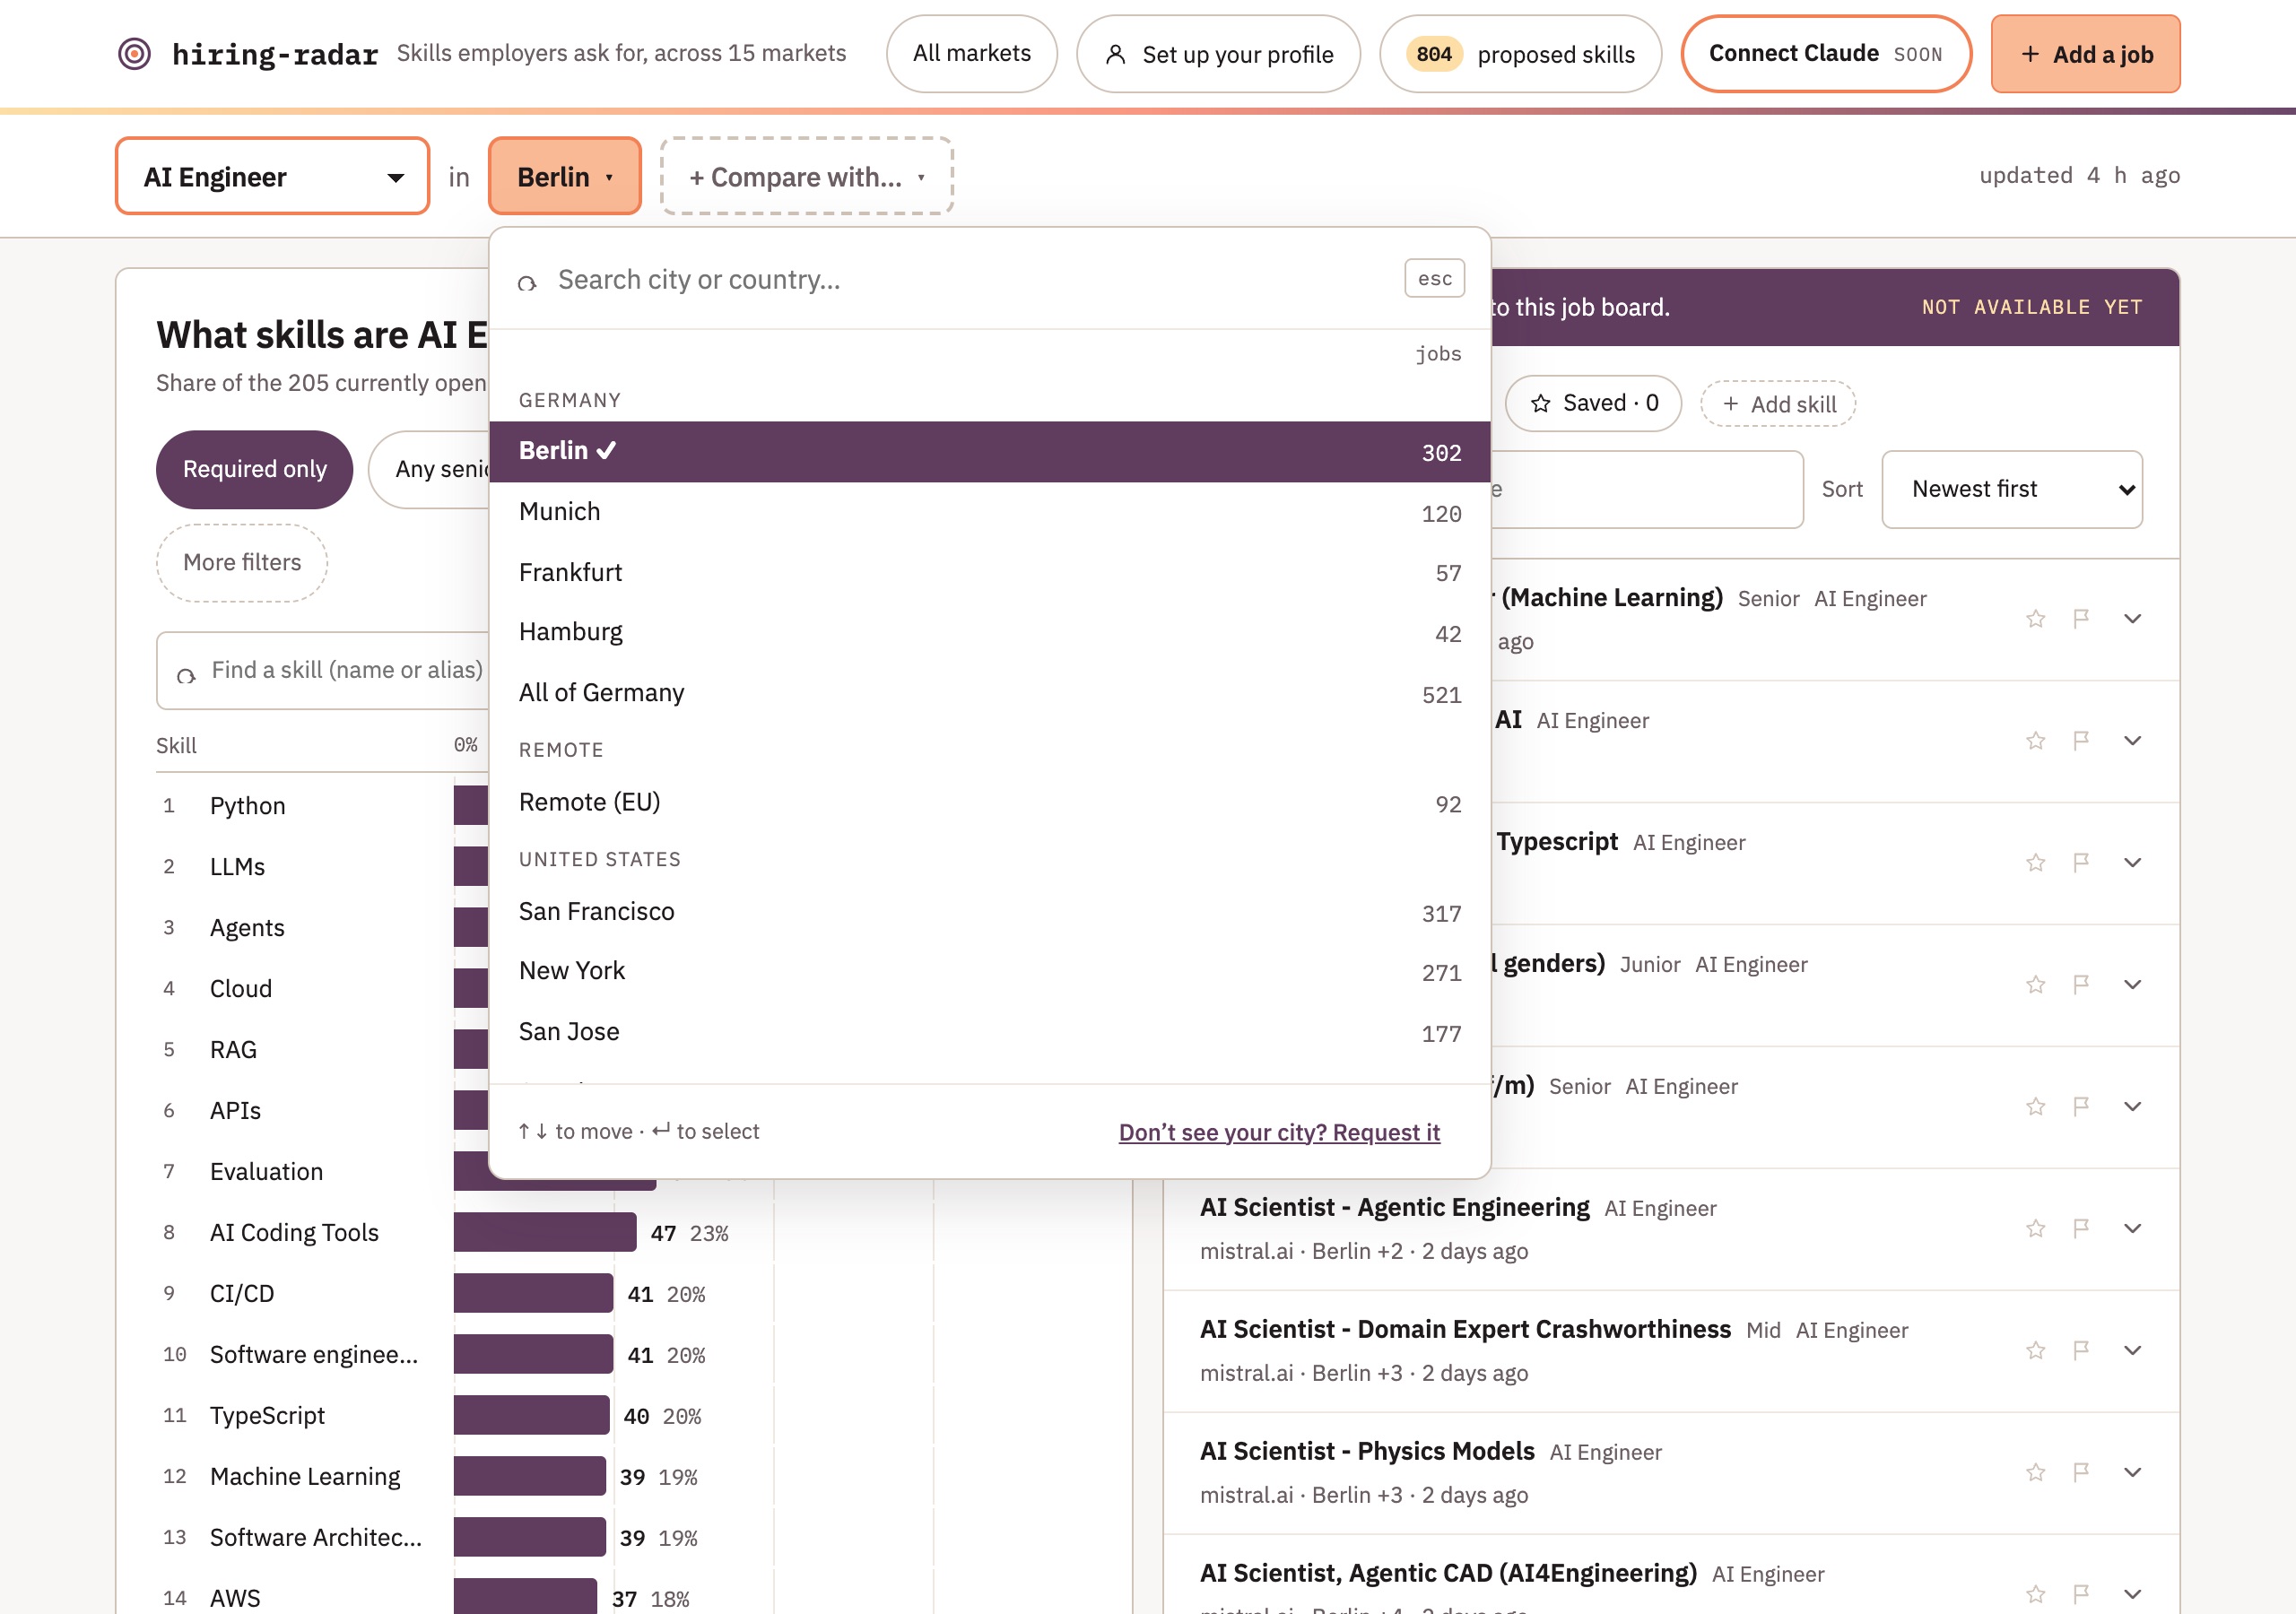 hiring-radar Skills employers ask for, across 15 markets All markets Set up your profile 804 proposed skills Connect Claude SOON + Add a job
AI Engineer in Berlin + Compare with... updated 4 h ago
Search city or country... esc
jobs
GERMANY
Berlin ✔ 302
Munich 120
Frankfurt 57
Hamburg 42
All of Germany 521
REMOTE
Remote (EU) 92
UNITED STATES
San Francisco 317
New York 271
San Jose 177
↑↓ to move · ↵ to select Don’t see your city? Request it
What skills are AI E
Share of the 205 currently open
Required only Any senio
More filters
Find a skill (name or alias)
Skill 0%
1 Python
2 LLMs
3 Agents
4 Cloud
5 RAG
6 APIs
7 Evaluation
8 AI Coding Tools 47 23%
9 CI/CD 41 20%
10 Software enginee... 41 20%
11 TypeScript 40 20%
12 Machine Learning 39 19%
13 Software Architec... 39 19%
14 AWS 37 18%
to this job board. NOT AVAILABLE YET
Saved · 0 + Add skill
Sort Newest first
(Machine Learning) Senior AI Engineer
ago
AI AI Engineer
Typescript AI Engineer
genders) Junior AI Engineer
/m) Senior AI Engineer
AI Scientist - Agentic Engineering AI Engineer
mistral.ai · Berlin +2 · 2 days ago
AI Scientist - Domain Expert Crashworthiness Mid AI Engineer
mistral.ai · Berlin +3 · 2 days ago
AI Scientist - Physics Models AI Engineer
mistral.ai · Berlin +3 · 2 days ago
AI Scientist, Agentic CAD (AI4Engineering) AI Engineer